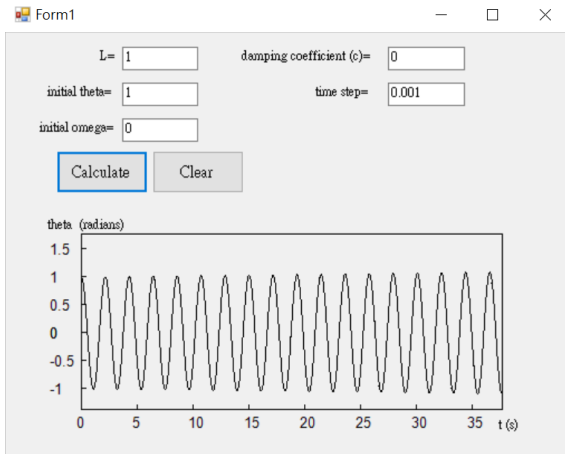 Form1
L= 1 damping coefficient (c)= 0
initial theta= 1 time step= 0.001
initial omega= 0
Calculate Clear
theta (radians)
1.5
1
0.5
0
-0.5
-1
0 5 10 15 20 25 30 35 t (s)